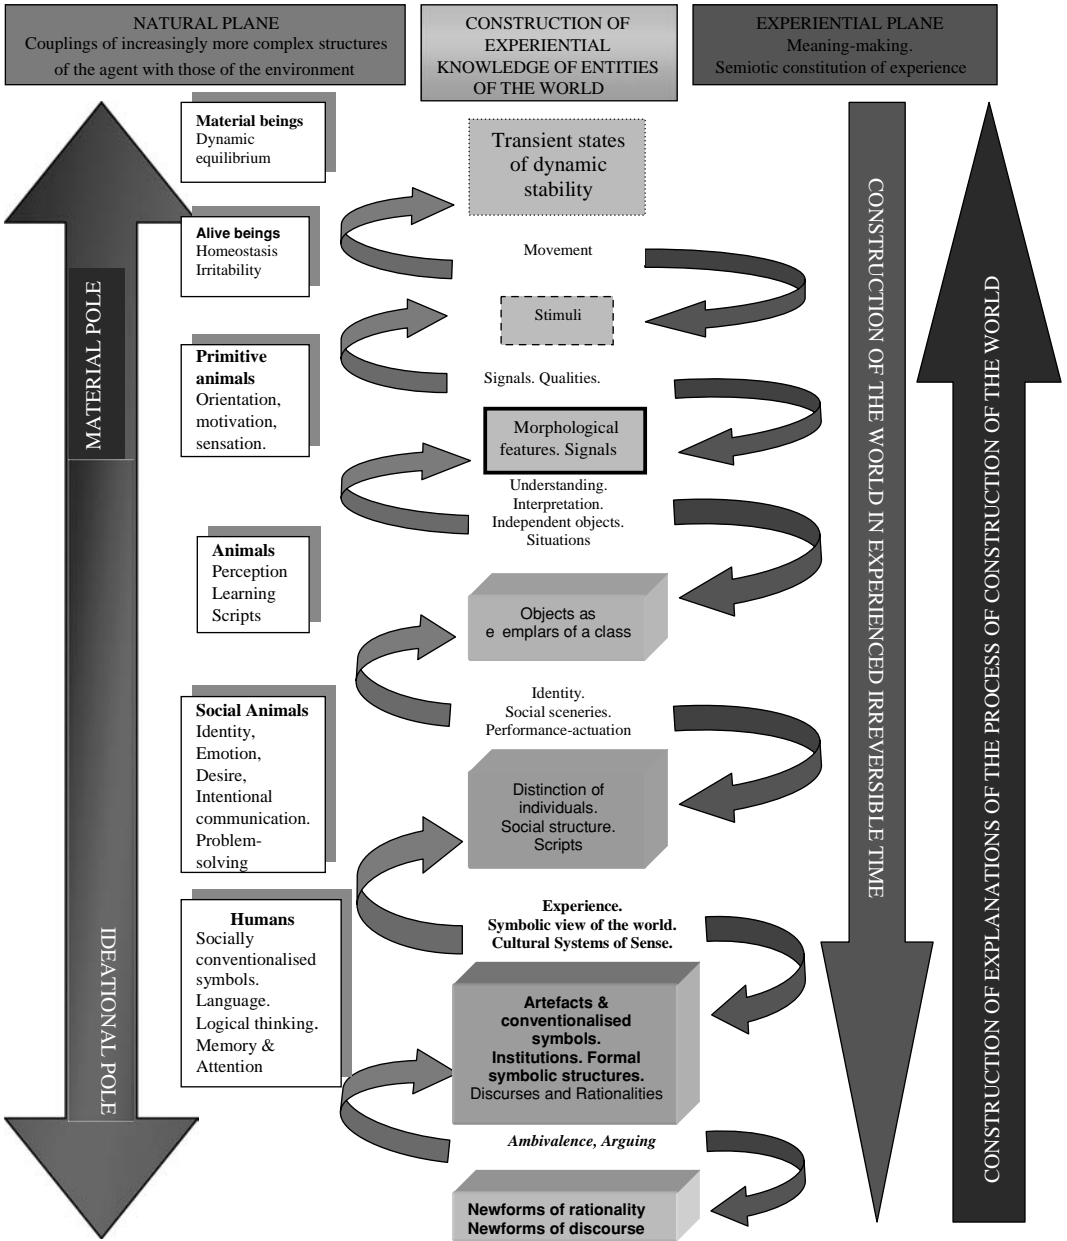 NATURAL PLANE
Couplings of increasingly more complex structures
of the agent with those of the environment
CONSTRUCTION OF
EXPERIENTIAL
KNOWLEDGE OF ENTITIES
OF THE WORLD
EXPERIENTIAL PLANE
Meaning-making.
Semiotic constitution of experience
MATERIAL POLE
IDEATIONAL POLE
Material beings
Dynamic
equilibrium
Alive beings
Homeostasis
Irritability
Primitive
animals
Orientation,
motivation,
sensation.
Animals
Perception
Learning
Scripts
Social Animals
Identity,
Emotion,
Desire,
Intentional
communication.
Problem-
solving
Humans
Socially
conventionalised
symbols.
Language.
Logical thinking.
Memory &
Attention
Transient states
of dynamic
stability
Movement
Stimuli
Signals. Qualities.
Morphological
features. Signals
Understanding.
Interpretation.
Independent objects.
Situations
Objects as
e emplars of a class
Identity.
Social sceneries.
Performance-actuation
Distinction of
individuals.
Social structure.
Scripts
Experience.
Symbolic view of the world.
Cultural Systems of Sense.
Artefacts &
conventionalised
symbols.
Institutions. Formal
symbolic structures.
Discourses and Rationalities
Ambivalence, Arguing
Newforms of rationality
Newforms of discourse
CONSTRUCTION OF THE WORLD IN EXPERIENCED IRREVERSIBLE TIME
CONSTRUCTION OF EXPLANATIONS OF THE PROCESS OF CONSTRUCTION OF THE WORLD